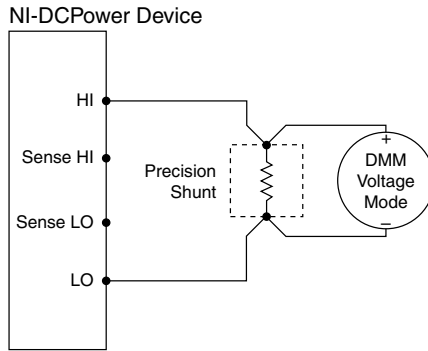 NI-DCPower Device
HI
Sense HI
Sense LO
LO
Precision
Shunt
+
DMM
Voltage
Mode
–